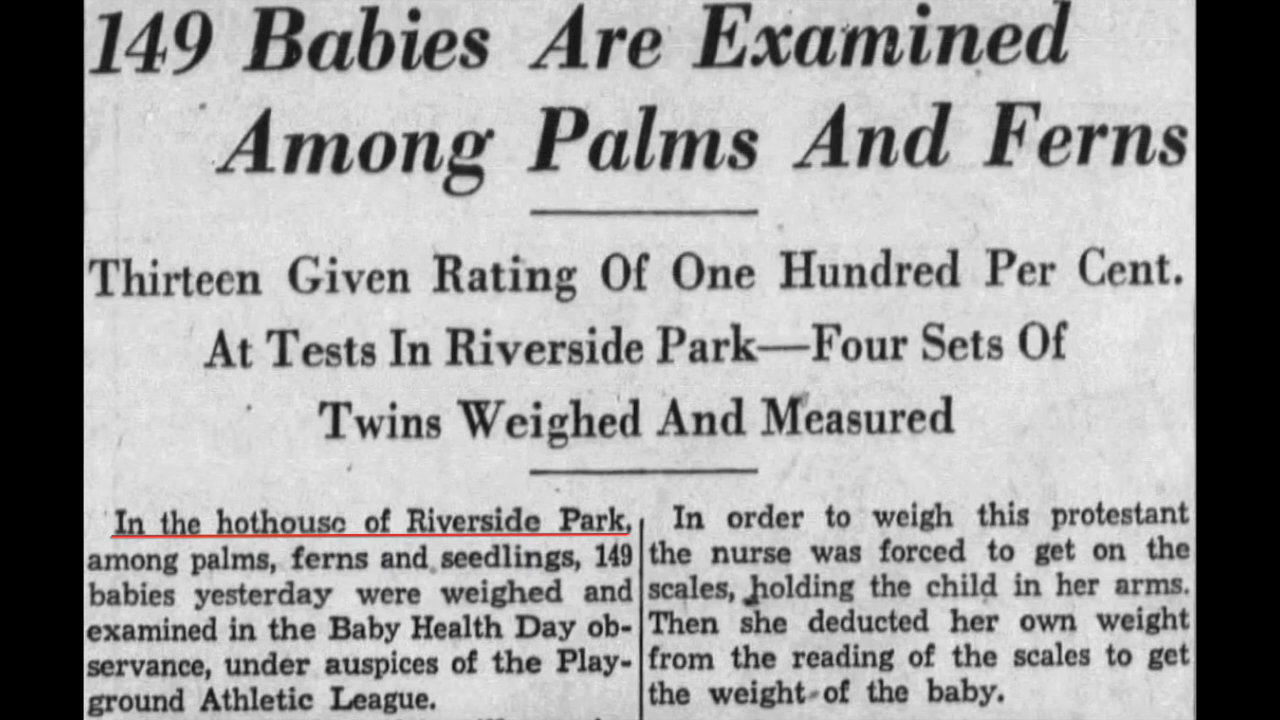 149 Babies Are Examined
Among Palms And Ferns
Thirteen Given Rating Of One Hundred Per Cent.
At Tests In Riverside Park—Four Sets Of
Twins Weighed And Measured
In the hothouse of Riverside Park,
among palms, ferns and seedlings, 149
babies yesterday were weighed and
examined in the Baby Health Day ob-
servance, under auspices of the Play-
ground Athletic League.
In order to weigh this protestant
the nurse was forced to get on the
scales, holding the child in her arms.
Then she deducted her own weight
from the reading of the scales to get
the weight of the baby.